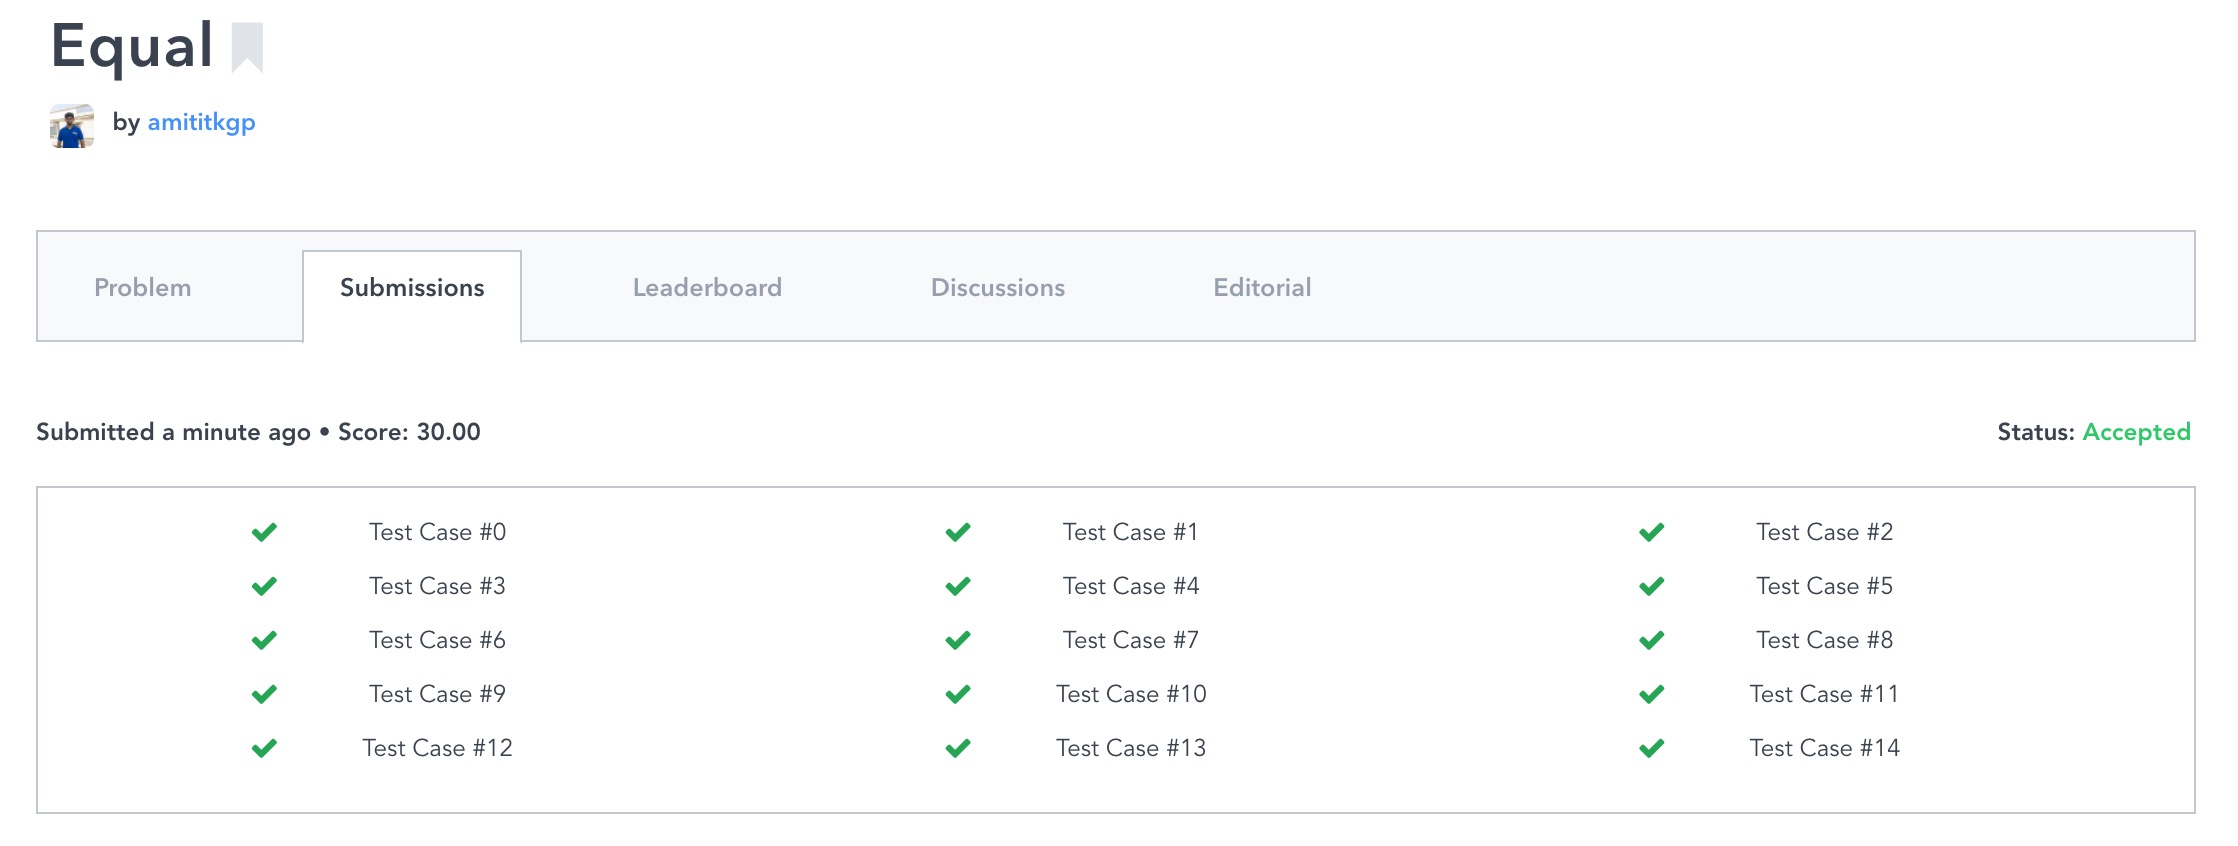 Equal
by amititkgp
Problem Submissions Leaderboard Discussions Editorial
Submitted a minute ago • Score: 30.00 Status: Accepted
Test Case #0 Test Case #1 Test Case #2
Test Case #3 Test Case #4 Test Case #5
Test Case #6 Test Case #7 Test Case #8
Test Case #9 Test Case #10 Test Case #11
Test Case #12 Test Case #13 Test Case #14